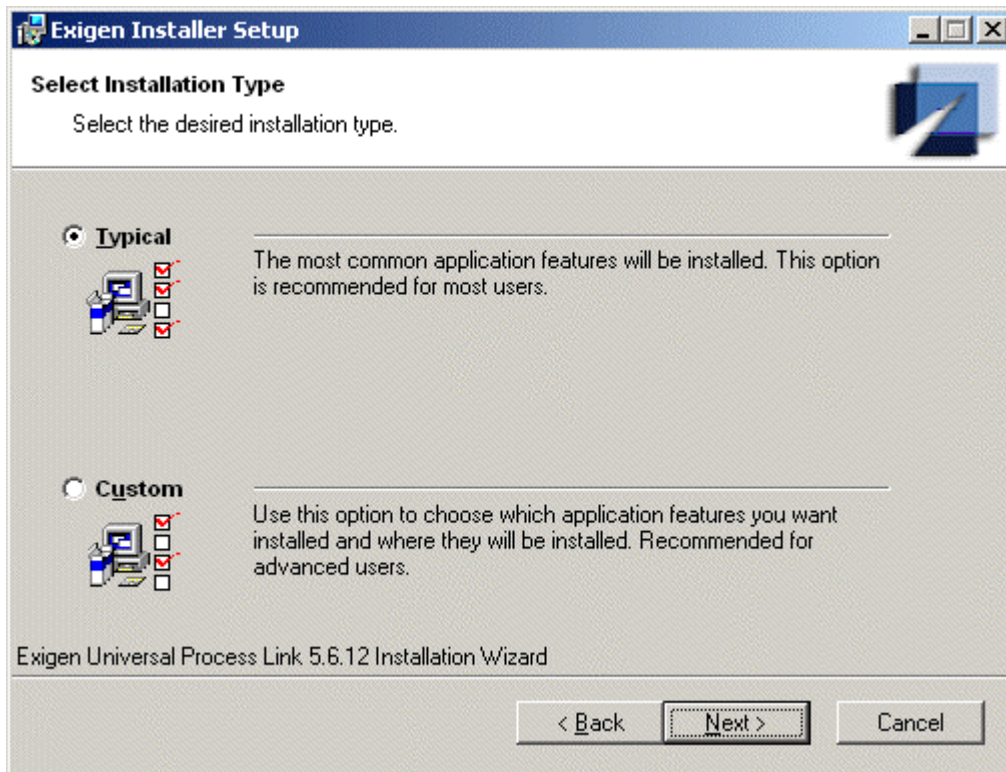 Exigen Installer Setup
Select Installation Type
Select the desired installation type.
Typical
The most common application features will be installed. This option
is recommended for most users.
Custom
Use this option to choose which application features you want
installed and where they will be installed. Recommended for
advanced users.
Exigen Universal Process Link 5.6.12 Installation Wizard
< Back
Next >
Cancel